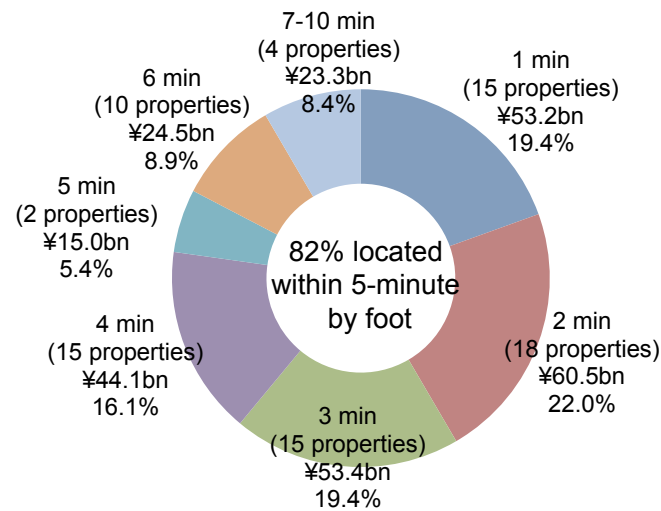 7-10 min
(4 properties)
¥23.3bn
8.4%
1 min
(15 properties)
¥53.2bn
19.4%
6 min
(10 properties)
¥24.5bn
8.9%
5 min
(2 properties)
¥15.0bn
5.4%
82% located
within 5-minute
by foot
4 min
(15 properties)
¥44.1bn
16.1%
2 min
(18 properties)
¥60.5bn
22.0%
3 min
(15 properties)
¥53.4bn
19.4%